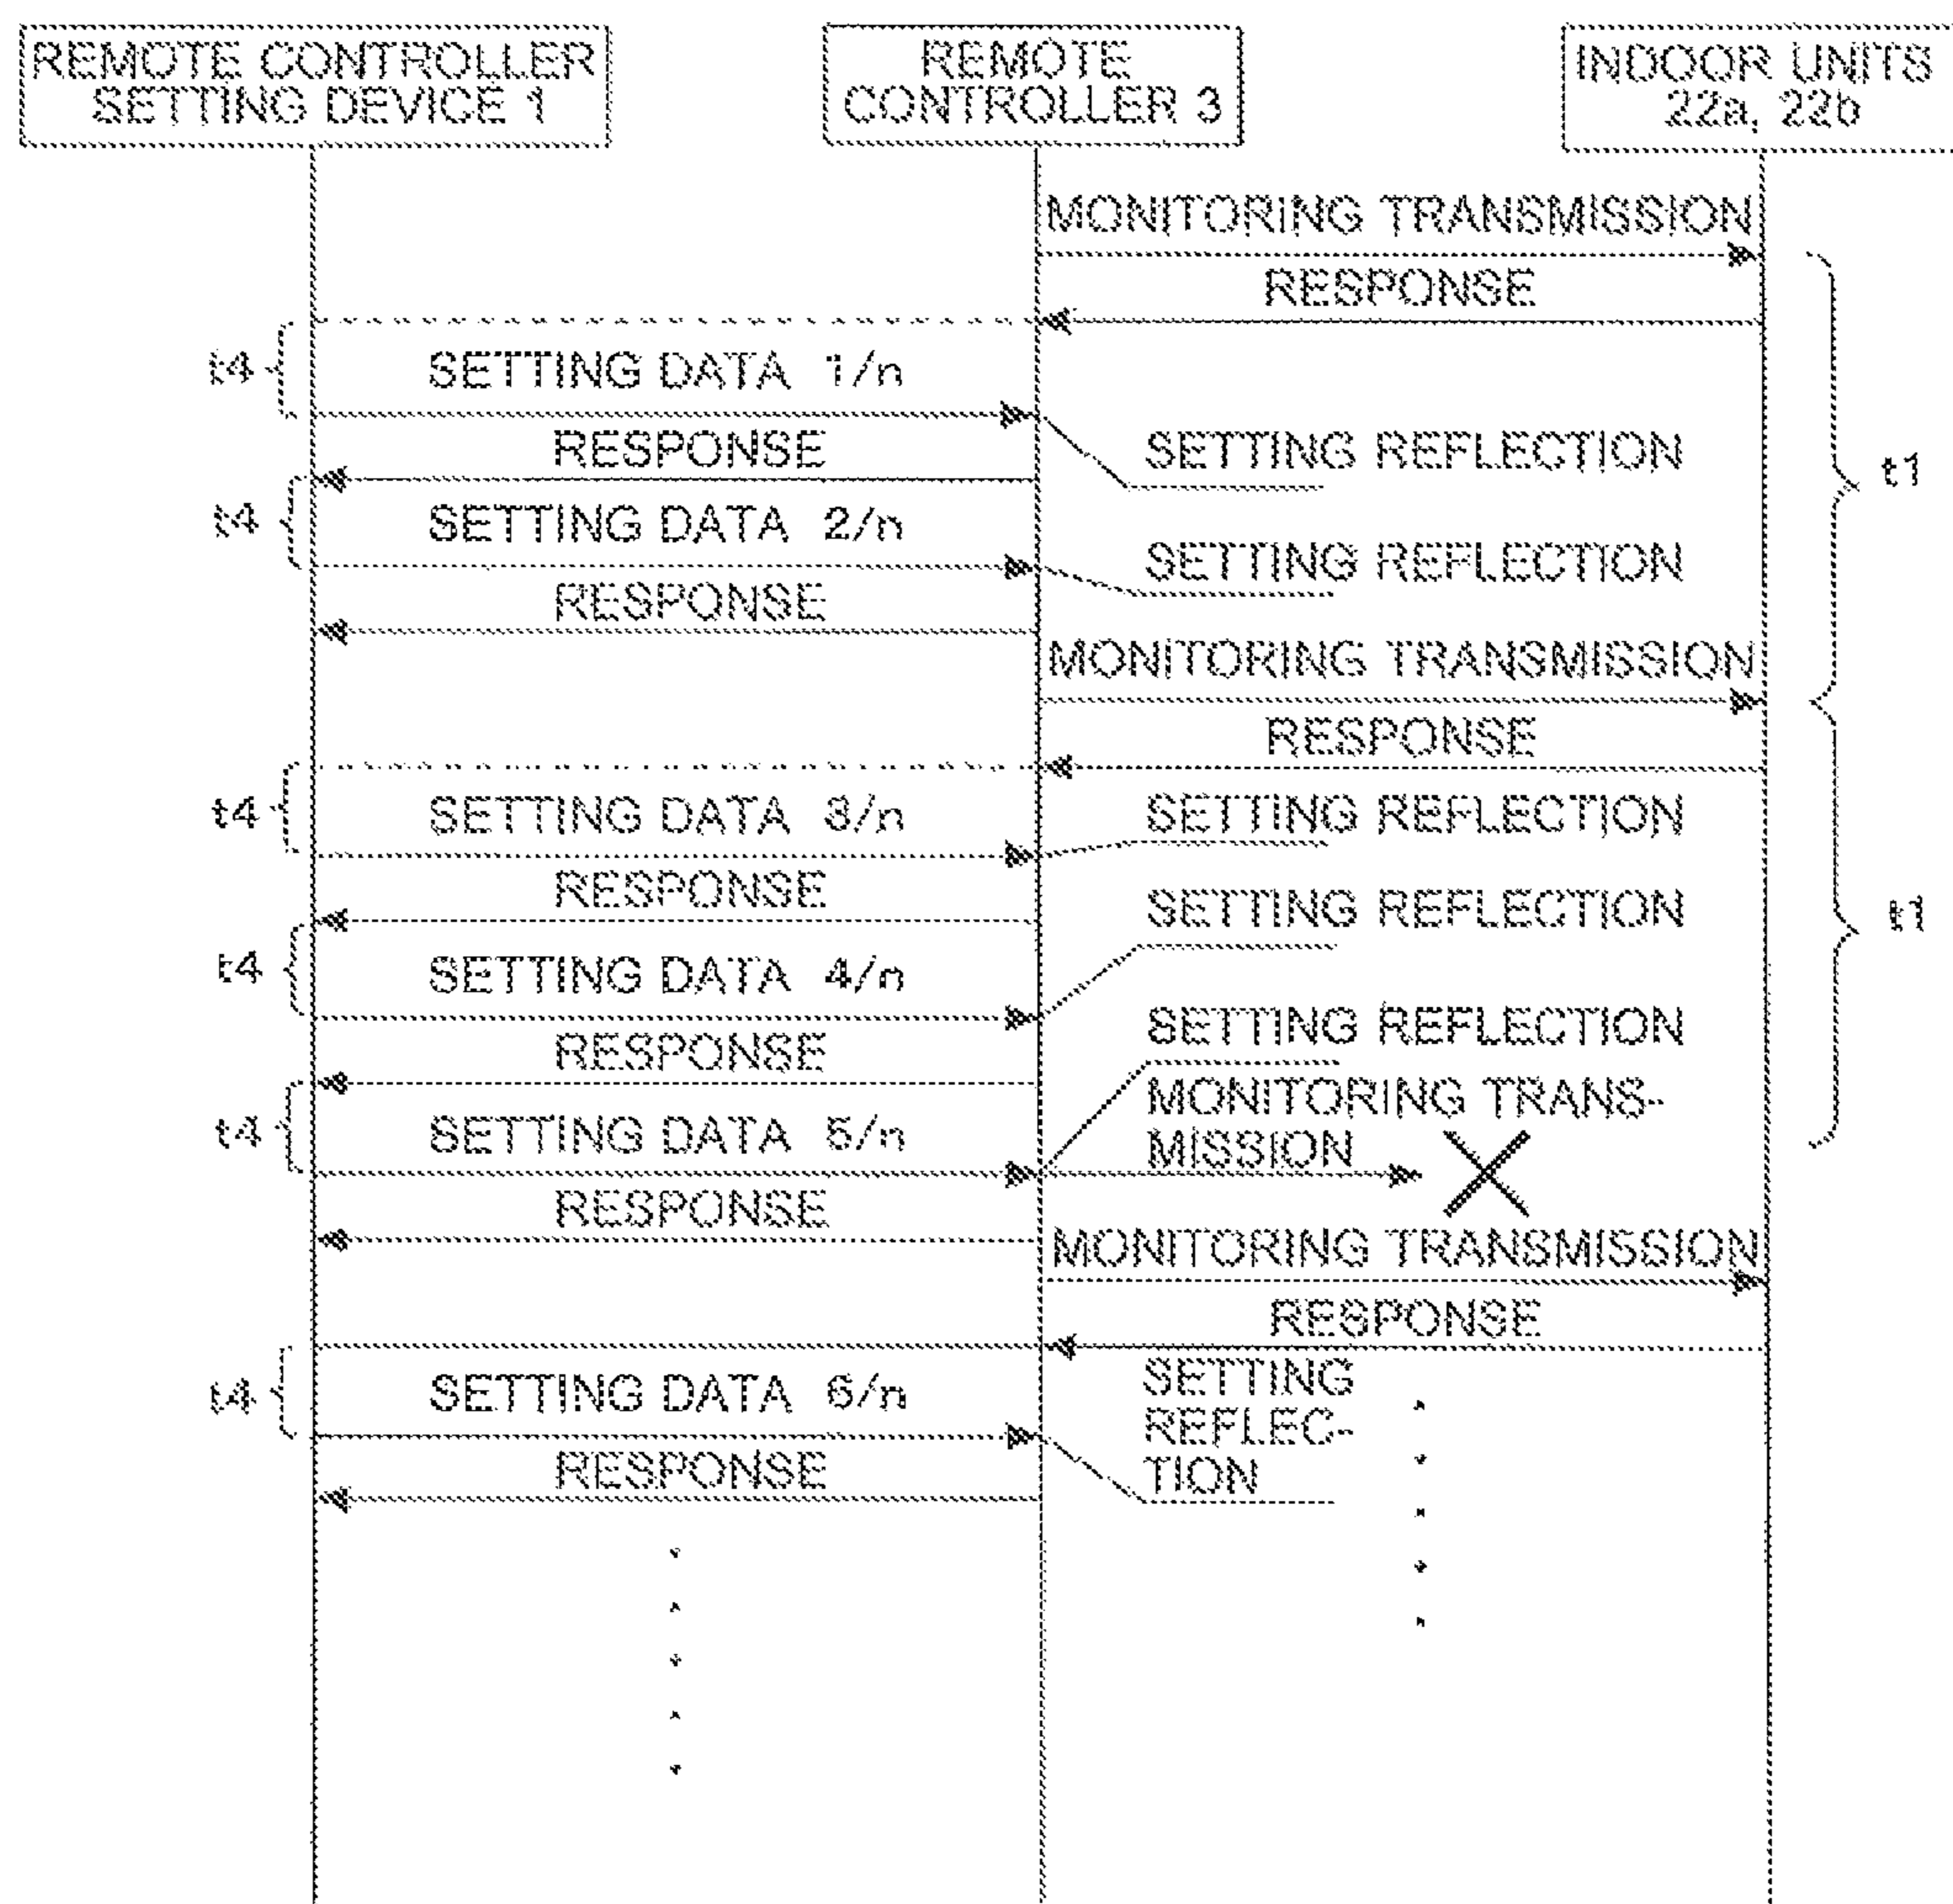 REMOTE CONTROLLER
SETTING DEVICE 1
REMOTE
CONTROLLER 3
INDOOR UNITS
22a, 22b
MONITORING TRANSMISSION
RESPONSE
t4
SETTING DATA 1/n
SETTING REFLECTION
t1
RESPONSE
t4
SETTING DATA 2/n
SETTING REFLECTION
RESPONSE
MONITORING TRANSMISSION
RESPONSE
t4
SETTING DATA 3/n
SETTING REFLECTION
RESPONSE
SETTING REFLECTION
t1
t4
SETTING DATA 4/n
SETTING REFLECTION
RESPONSE
MONITORING TRANS-
MISSION
t4
SETTING DATA 5/n
RESPONSE
MONITORING TRANSMISSION
RESPONSE
t4
SETTING DATA 6/n
SETTING
REFLEC-
TION
RESPONSE